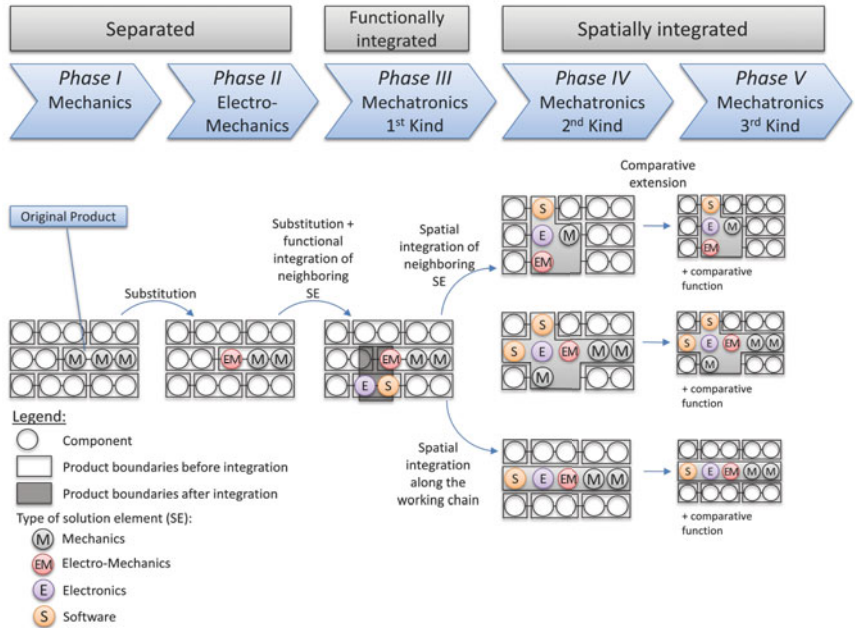 Separated
Functionally
integrated
Spatially integrated
Phase I
Mechanics
Phase II
Electro-
Mechanics
Phase III
Mechatronics
1st Kind
Phase IV
Mechatronics
2nd Kind
Phase V
Mechatronics
3rd Kind
Original Product
Substitution
Substitution +
functional
integration of
neighboring
SE
Spatial
integration of
neighboring
SE
Comparative
extension
S
E M
EM
S
E M
EM
+ comparative
function
M M M
EM M M
EM M M
E S
S
S E EM M M
M
S
S E EM M M
M
+ comparative
function
Spatial
integration
along the
working chain
S E EM M M
S E EM M M
+ comparative
function
Legend:
Component
Product boundaries before integration
Product boundaries after integration
Type of solution element (SE):
M Mechanics
EM Electro-Mechanics
E Electronics
S Software